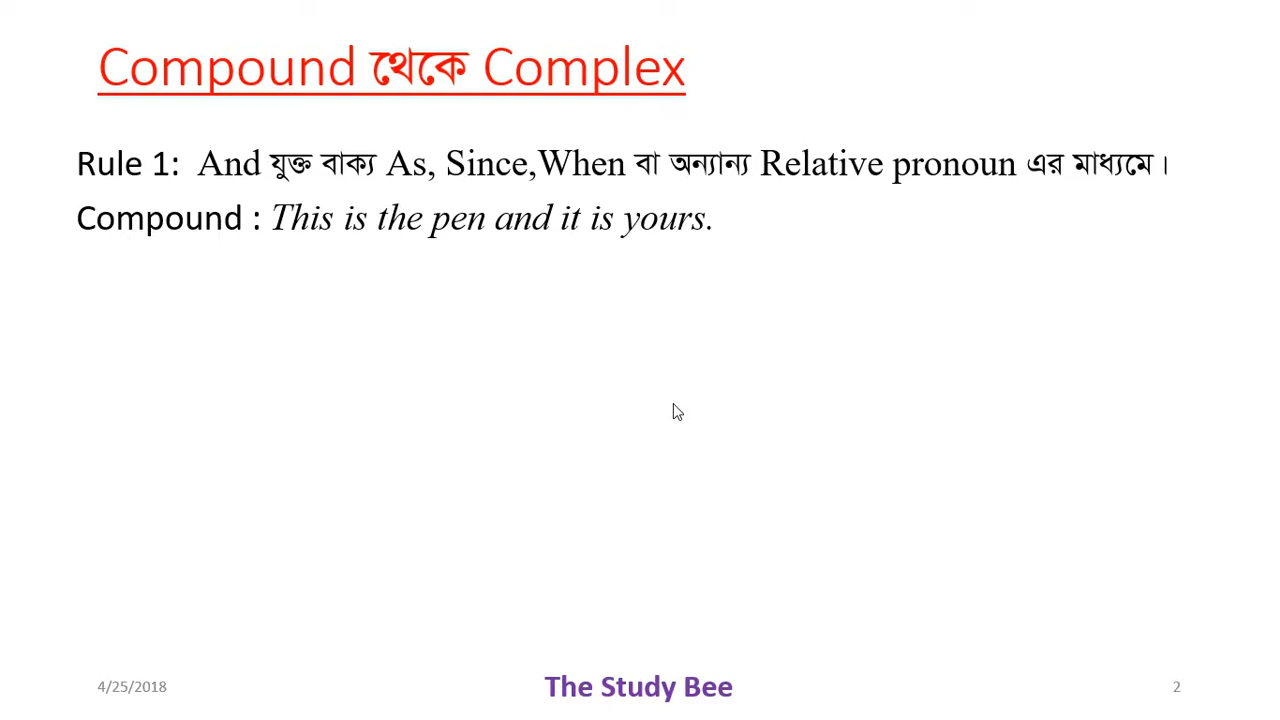 Compound থেকে Complex
Rule 1: And যুক্ত বাক্য As, Since,When বা অন্যান্য Relative pronoun এর মাধ্যমে।
Compound : This is the pen and it is yours.
4/25/2018
The Study Bee
2